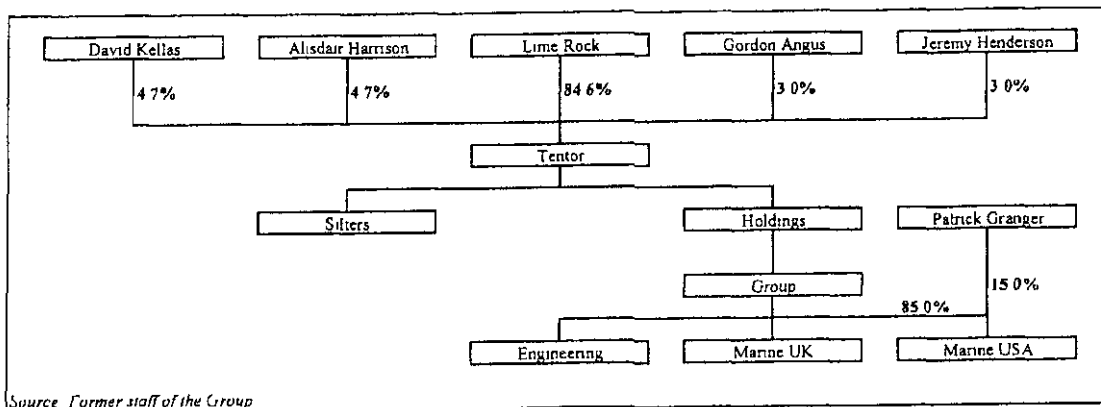 David Kellas Alisdair Harrison Lime Rock Gordon Angus Jeremy Henderson
4 7% 4 7% 84 6% 3 0% 3 0%
Tentor
Silters Holdings Patrick Granger
Group 15 0%
85 0%
Engineering Marine UK Marine USA
Source Former staff of the Group